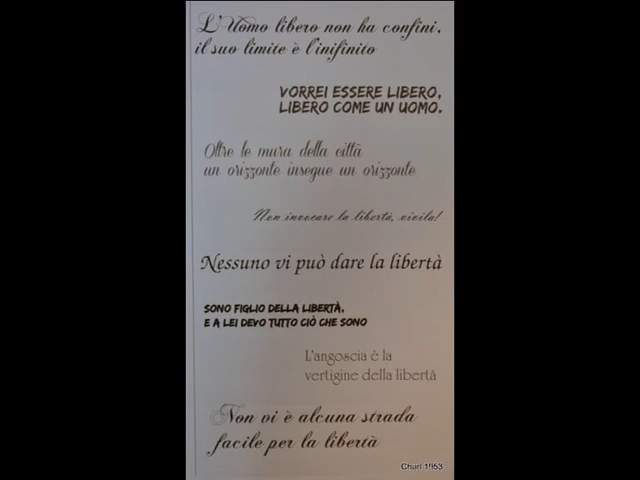 L'Uomo libero non ha confini,
il suo limite è l'inifinito
VORREI ESSERE LIBERO,
LIBERO COME UN UOMO.
Oltre le mura della città
un orizzonte insegue un orizzonte
Non invocare la libertà, vivila!
Nessuno vi può dare la libertà
SONO FIGLIO DELLA LIBERTÀ,
E A LEI DEVO TUTTO CIÒ CHE SONO
L'angoscia è la
vertigine della libertà
Non vi è alcuna strada
facile per la libertà
Churl 1953